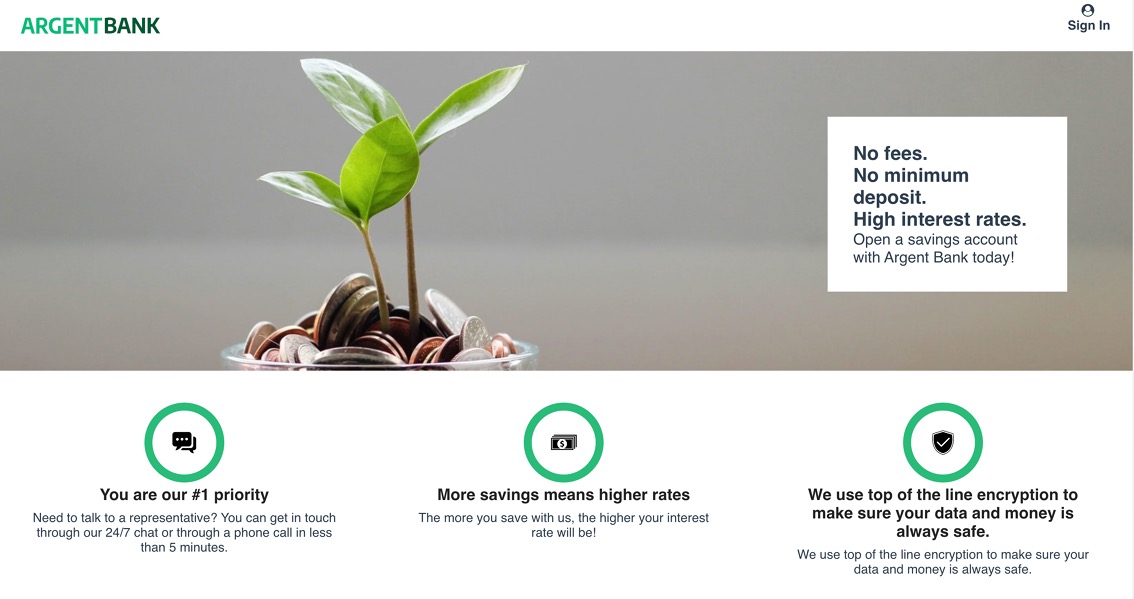 ARGENTBANK
Sign In
No fees.
No minimum
deposit.
High interest rates.
Open a savings account
with Argent Bank today!
You are our #1 priority
Need to talk to a representative? You can get in touch
through our 24/7 chat or through a phone call in less
than 5 minutes.
More savings means higher rates
The more you save with us, the higher your interest
rate will be!
We use top of the line encryption to
make sure your data and money is
always safe.
We use top of the line encryption to make sure your
data and money is always safe.